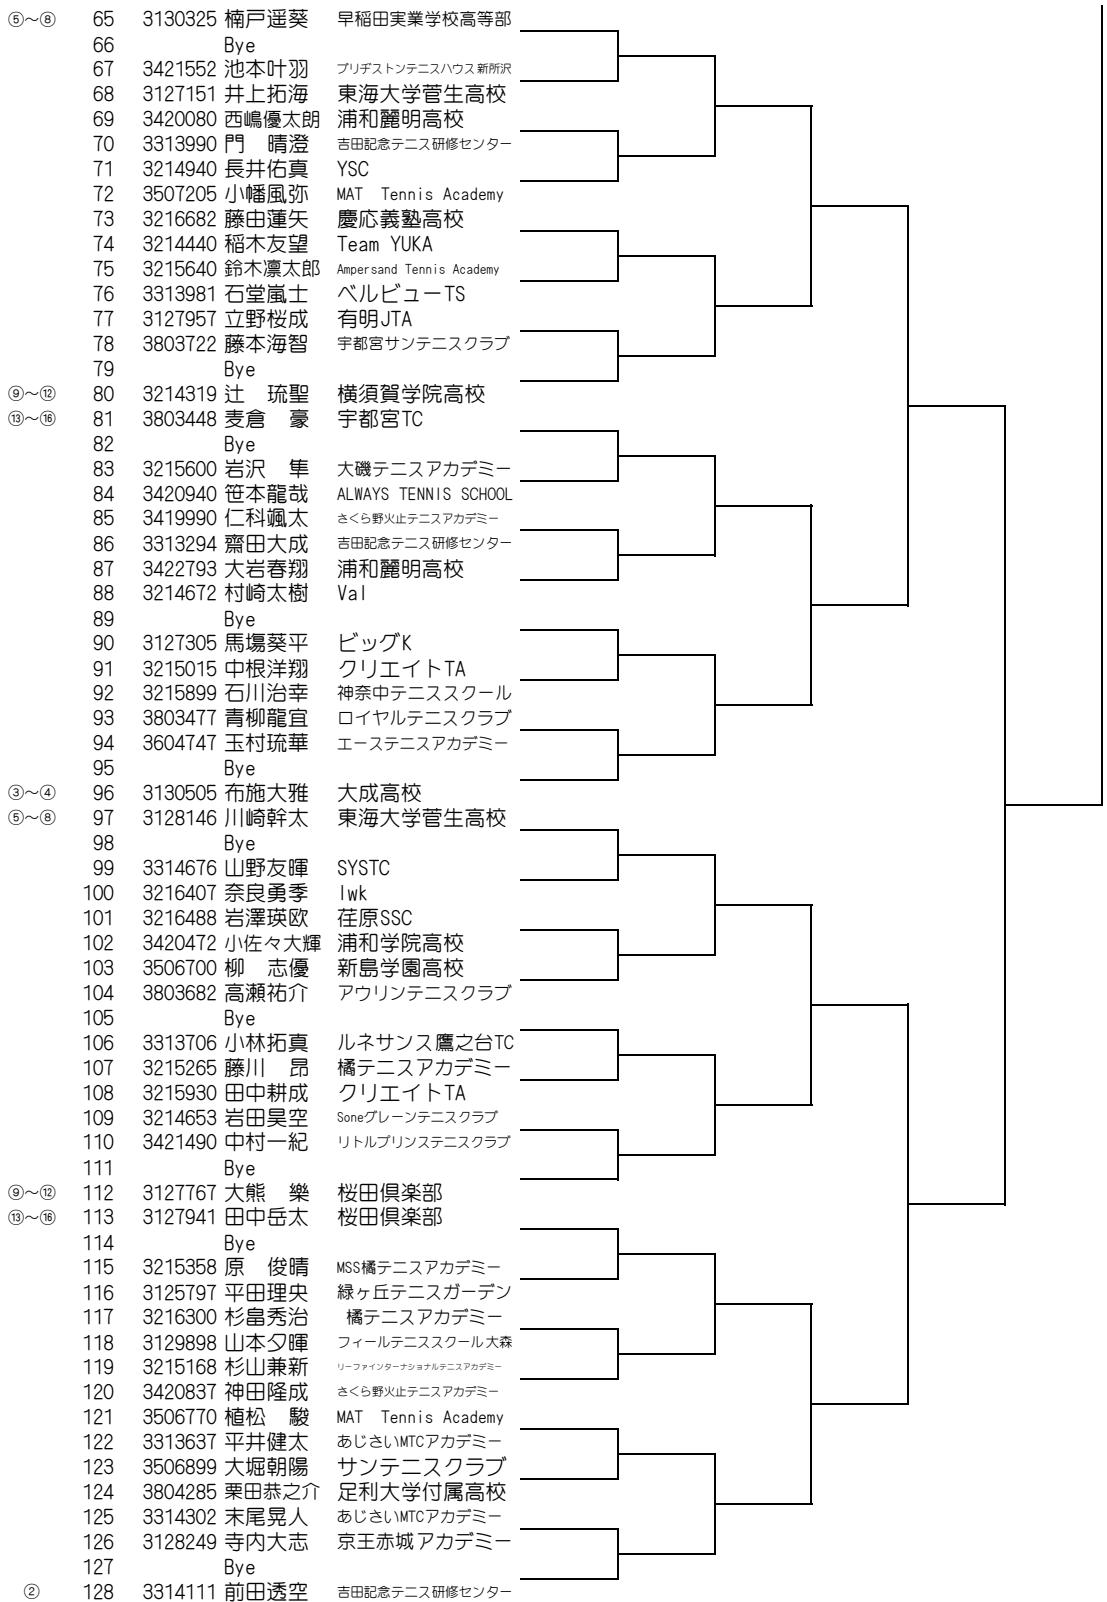 ⑤～⑧ 65 3130325 楠戸遥葵 早稲田実業学校高等部
66 Bye
67 3421552 池本叶羽 ブリヂストンテニスハウス新所沢
68 3127151 井上拓海 東海大学菅生高校
69 3420080 西嶋優太朗 浦和麗明高校
70 3313990 門 晴澄 吉田記念テニス研修センター
71 3214940 長井佑真 YSC
72 3507205 小幡風弥 MAT Tennis Academy
73 3216682 藤由蓮矢 慶応義塾高校
74 3214440 稲木友望 Team YUKA
75 3215640 鈴木凛太郎 Ampersand Tennis Academy
76 3313981 石堂嵐士 ベルビューTS
77 3127957 立野桜成 有明JTA
78 3803722 藤本海智 宇都宮サンテニスクラブ
79 Bye
⑨～⑫ 80 3214319 辻 琉聖 横須賀学院高校
⑬～⑯ 81 3803448 麦倉 豪 宇都宮TC
82 Bye
83 3215600 岩沢 隼 大磯テニスアカデミー
84 3420940 笹本龍哉 ALWAYS TENNIS SCHOOL
85 3419990 仁科颯太 さくら野火止テニスアカデミー
86 3313294 齋田大成 吉田記念テニス研修センター
87 3422793 大岩春翔 浦和麗明高校
88 3214672 村崎太樹 Val
89 Bye
90 3127305 馬塲葵平 ビッグK
91 3215015 中根洋翔 クリエイトTA
92 3215899 石川治幸 神奈中テニススクール
93 3803477 青柳龍宜 ロイヤルテニスクラブ
94 3604747 玉村琉華 エーステニスアカデミー
95 Bye
③～④ 96 3130505 布施大雅 大成高校
⑤～⑧ 97 3128146 川崎幹太 東海大学菅生高校
98 Bye
99 3314676 山野友暉 SYSTC
100 3216407 奈良勇季 lwk
101 3216488 岩澤瑛欧 荏原SSC
102 3420472 小佐々大輝 浦和学院高校
103 3506700 柳 志優 新島学園高校
104 3803682 高瀬祐介 アウリンテニスクラブ
105 Bye
106 3313706 小林拓真 ルネサンス鷹之台TC
107 3215265 藤川 昂 橘テニスアカデミー
108 3215930 田中耕成 クリエイトTA
109 3214653 岩田昊空 Soneグレーンテニスクラブ
110 3421490 中村一紀 リトルプリンステニスクラブ
111 Bye
⑨～⑫ 112 3127767 大熊 樂 桜田倶楽部
⑬～⑯ 113 3127941 田中岳太 桜田倶楽部
114 Bye
115 3215358 原 俊晴 MSS橘テニスアカデミー
116 3125797 平田理央 緑ヶ丘テニスガーデン
117 3216300 杉畠秀治 橘テニスアカデミー
118 3129898 山本夕暉 フィールテニススクール大森
119 3215168 杉山兼新 リーファインターナショナルテニスアカデミー
120 3420837 神田隆成 さくら野火止テニスアカデミー
121 3506770 植松 駿 MAT Tennis Academy
122 3313637 平井健太 あじさいMTCアカデミー
123 3506899 大堀朝陽 サンテニスクラブ
124 3804285 栗田恭之介 足利大学付属高校
125 3314302 末尾晃人 あじさいMTCアカデミー
126 3128249 寺内大志 京王赤城アカデミー
127 Bye
② 128 3314111 前田透空 吉田記念テニス研修センター